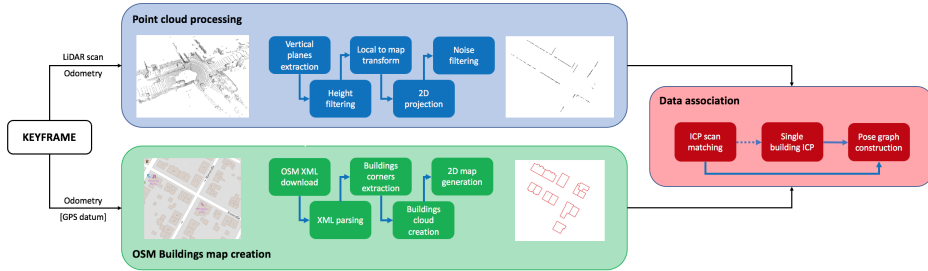 Point cloud processing
LiDAR scan
Odometry
Vertical
planes
extraction
Height
filtering
Local to map
transform
2D
projection
Noise
filtering
KEYFRAME
Odometry
[GPS datum]
OSM XML
download
XML parsing
Buildings
corners
extraction
Buildings
cloud
creation
2D map
generation
OSM Buildings map creation
Data association
ICP scan
matching
Single
building ICP
Pose graph
construction